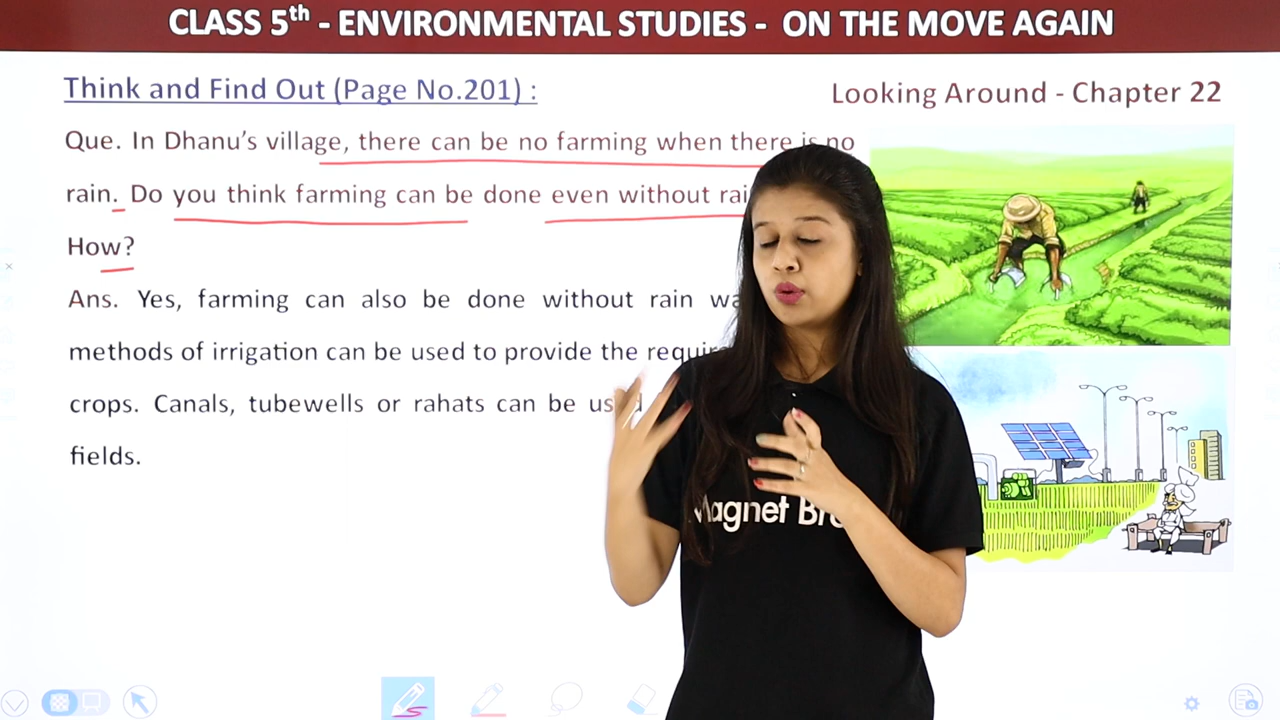 CLASS 5th - ENVIRONMENTAL STUDIES - ON THE MOVE AGAIN
Think and Find Out (Page No.201) :
Looking Around - Chapter 22
Que. In Dhanu's village, there can be no farming when there is no
rain. Do you think farming can be done even without
How?
Ans. Yes, farming can also be done without rain
methods of irrigation can be used to provide the
crops. Canals, tubewells or rahats can be
fields.
Magnet